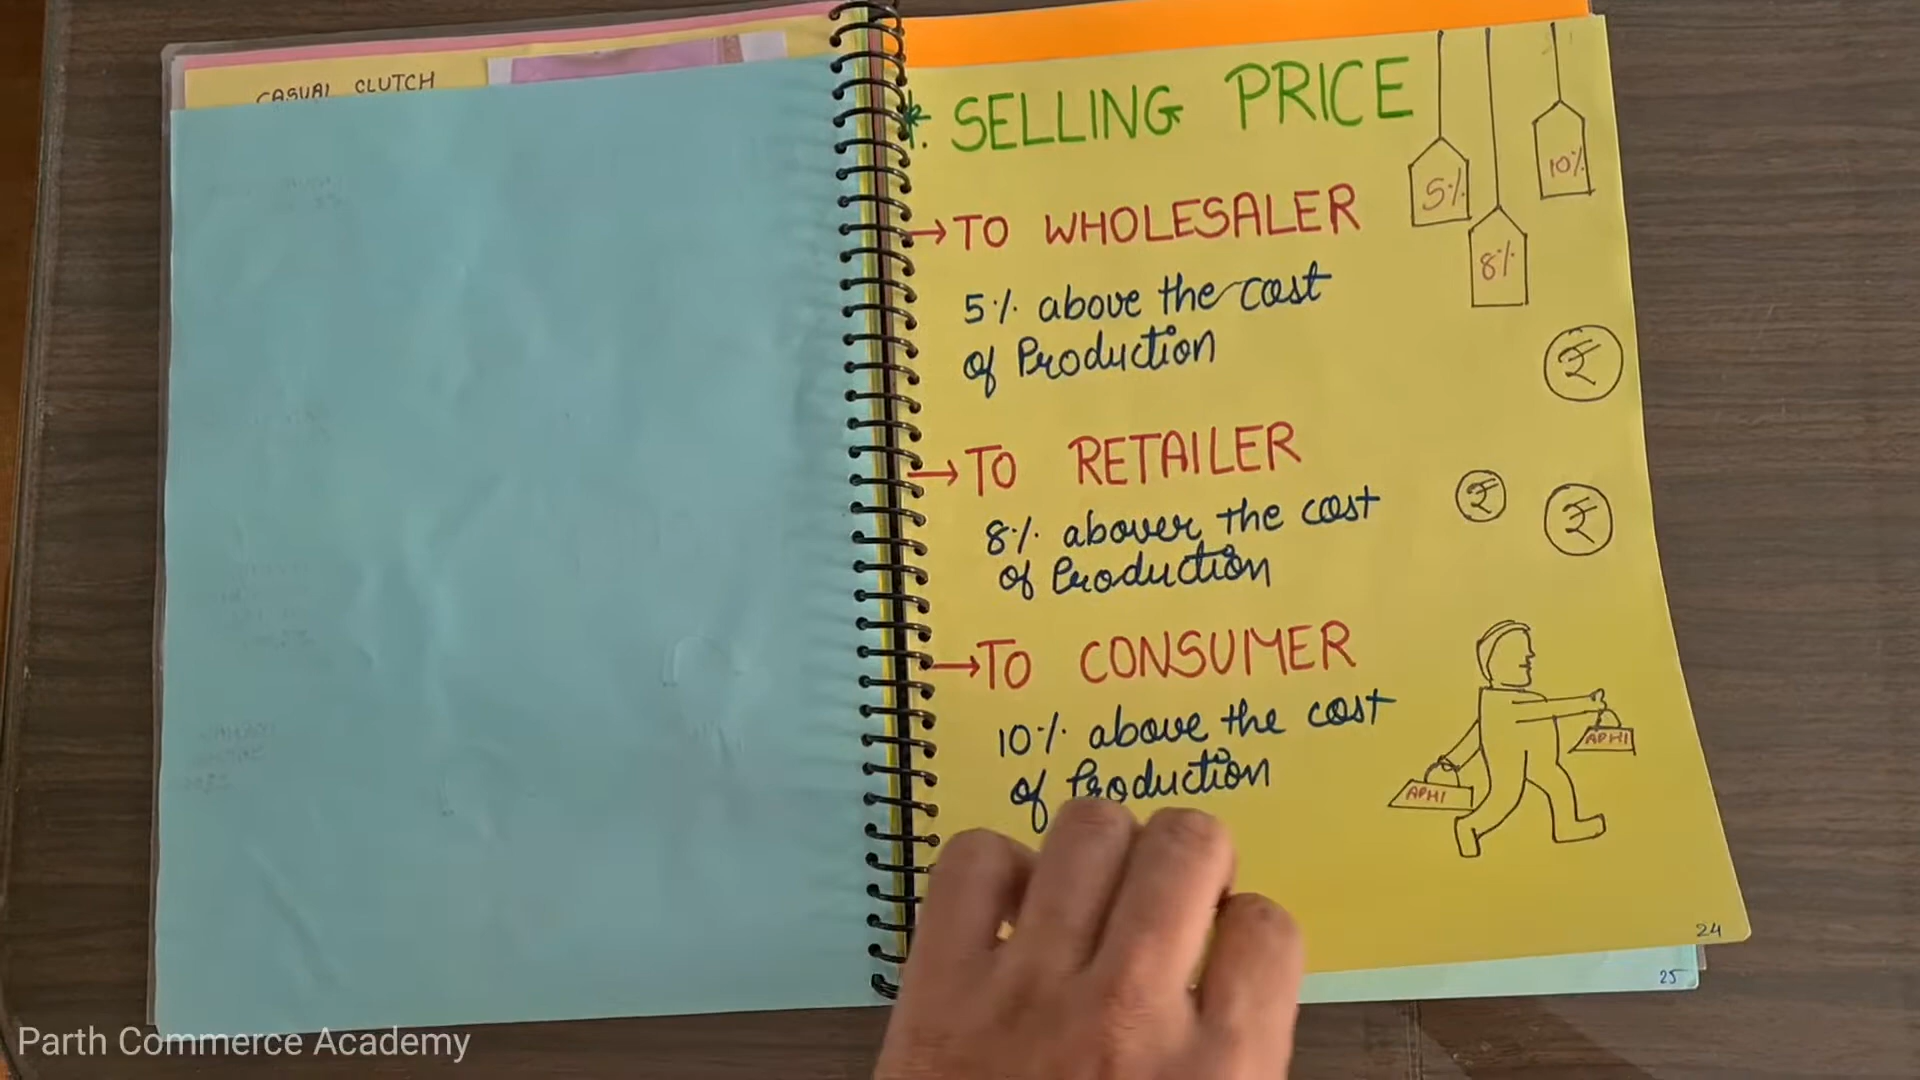 CASUAL CLUTCH
* SELLING PRICE
5%
10%
8%
→TO WHOLESALER
5% above the cost
of Production
₹
→TO RETAILER
8% abover the cost
of Production
₹
₹
→TO CONSUMER
10% above the cost
of Production
APHI
APHI
24
25
Parth Commerce Academy